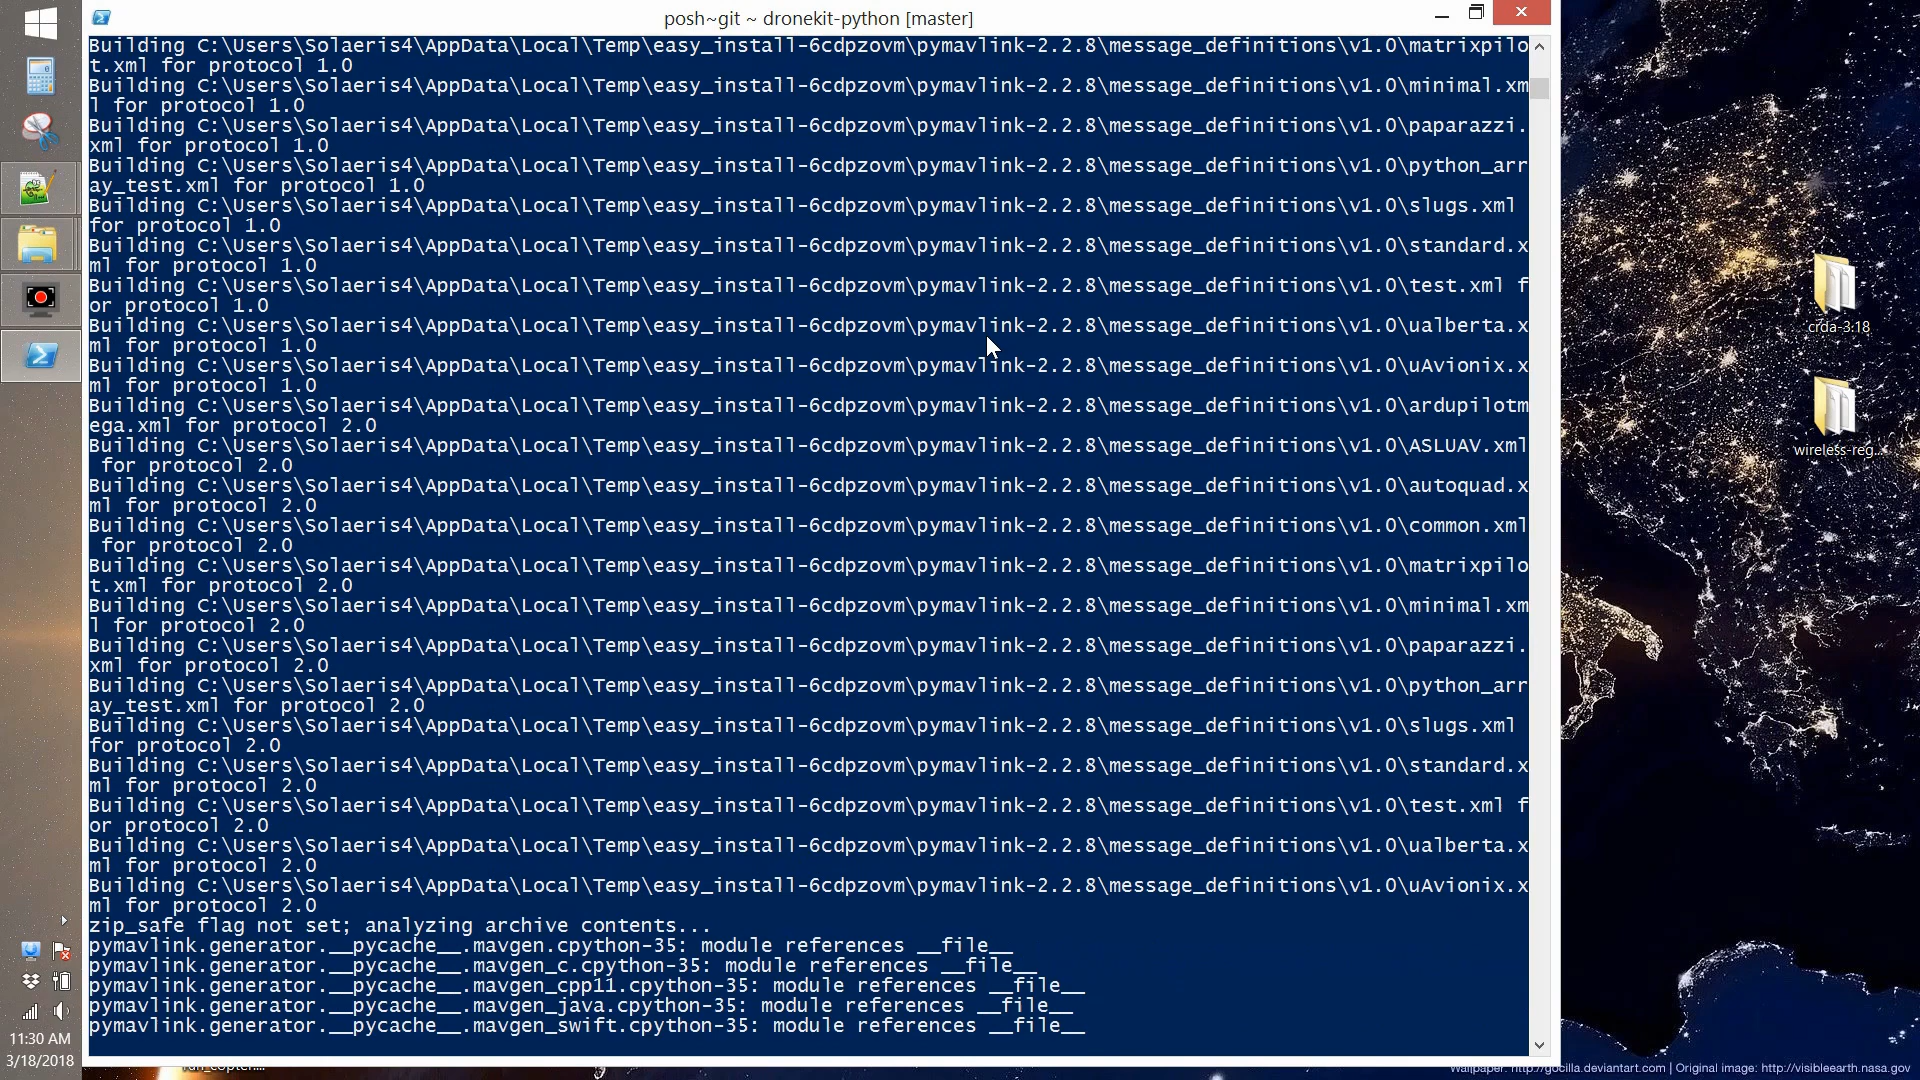 posh~git ~ dronekit-python [master]
Building C:\Users\Solaeris4\AppData\Local\Temp\easy_install-6cdpzovm\pymavlink-2.2.8\message_definitions\v1.0\matrixpilo
t.xml for protocol 1.0
Building C:\Users\Solaeris4\AppData\Local\Temp\easy_install-6cdpzovm\pymavlink-2.2.8\message_definitions\v1.0\minimal.xm
l for protocol 1.0
Building C:\Users\Solaeris4\AppData\Local\Temp\easy_install-6cdpzovm\pymavlink-2.2.8\message_definitions\v1.0\paparazzi.
xml for protocol 1.0
Building C:\Users\Solaeris4\AppData\Local\Temp\easy_install-6cdpzovm\pymavlink-2.2.8\message_definitions\v1.0\python_arr
ay_test.xml for protocol 1.0
Building C:\Users\Solaeris4\AppData\Local\Temp\easy_install-6cdpzovm\pymavlink-2.2.8\message_definitions\v1.0\slugs.xml
for protocol 1.0
Building C:\Users\Solaeris4\AppData\Local\Temp\easy_install-6cdpzovm\pymavlink-2.2.8\message_definitions\v1.0\standard.x
ml for protocol 1.0
Building C:\Users\Solaeris4\AppData\Local\Temp\easy_install-6cdpzovm\pymavlink-2.2.8\message_definitions\v1.0\test.xml f
or protocol 1.0
Building C:\Users\Solaeris4\AppData\Local\Temp\easy_install-6cdpzovm\pymavlink-2.2.8\message_definitions\v1.0\ualberta.x
ml for protocol 1.0
Building C:\Users\Solaeris4\AppData\Local\Temp\easy_install-6cdpzovm\pymavlink-2.2.8\message_definitions\v1.0\uAvionix.x
ml for protocol 1.0
Building C:\Users\Solaeris4\AppData\Local\Temp\easy_install-6cdpzovm\pymavlink-2.2.8\message_definitions\v1.0\ardupilotm
ega.xml for protocol 2.0
Building C:\Users\Solaeris4\AppData\Local\Temp\easy_install-6cdpzovm\pymavlink-2.2.8\message_definitions\v1.0\ASLUAV.xml
for protocol 2.0
Building C:\Users\Solaeris4\AppData\Local\Temp\easy_install-6cdpzovm\pymavlink-2.2.8\message_definitions\v1.0\autoquad.x
ml for protocol 2.0
Building C:\Users\Solaeris4\AppData\Local\Temp\easy_install-6cdpzovm\pymavlink-2.2.8\message_definitions\v1.0\common.xml
for protocol 2.0
Building C:\Users\Solaeris4\AppData\Local\Temp\easy_install-6cdpzovm\pymavlink-2.2.8\message_definitions\v1.0\matrixpilo
t.xml for protocol 2.0
Building C:\Users\Solaeris4\AppData\Local\Temp\easy_install-6cdpzovm\pymavlink-2.2.8\message_definitions\v1.0\minimal.xm
l for protocol 2.0
Building C:\Users\Solaeris4\AppData\Local\Temp\easy_install-6cdpzovm\pymavlink-2.2.8\message_definitions\v1.0\paparazzi.
xml for protocol 2.0
Building C:\Users\Solaeris4\AppData\Local\Temp\easy_install-6cdpzovm\pymavlink-2.2.8\message_definitions\v1.0\python_arr
ay_test.xml for protocol 2.0
Building C:\Users\Solaeris4\AppData\Local\Temp\easy_install-6cdpzovm\pymavlink-2.2.8\message_definitions\v1.0\slugs.xml
for protocol 2.0
Building C:\Users\Solaeris4\AppData\Local\Temp\easy_install-6cdpzovm\pymavlink-2.2.8\message_definitions\v1.0\standard.x
ml for protocol 2.0
Building C:\Users\Solaeris4\AppData\Local\Temp\easy_install-6cdpzovm\pymavlink-2.2.8\message_definitions\v1.0\test.xml f
or protocol 2.0
Building C:\Users\Solaeris4\AppData\Local\Temp\easy_install-6cdpzovm\pymavlink-2.2.8\message_definitions\v1.0\ualberta.x
ml for protocol 2.0
Building C:\Users\Solaeris4\AppData\Local\Temp\easy_install-6cdpzovm\pymavlink-2.2.8\message_definitions\v1.0\uAvionix.x
ml for protocol 2.0
zip_safe flag not set; analyzing archive contents...
pymavlink.generator.__pycache__.mavgen.cpython-35: module references __file__
pymavlink.generator.__pycache__.mavgen_c.cpython-35: module references __file__
pymavlink.generator.__pycache__.mavgen_cpp11.cpython-35: module references __file__
pymavlink.generator.__pycache__.mavgen_java.cpython-35: module references __file__
pymavlink.generator.__pycache__.mavgen_swift.cpython-35: module references __file__
crda-3.18
wireless-reg...
11:30 AM
3/18/2018
Wallpaper: http://gocilla.deviantart.com | Original image: http://visibleearth.nasa.gov